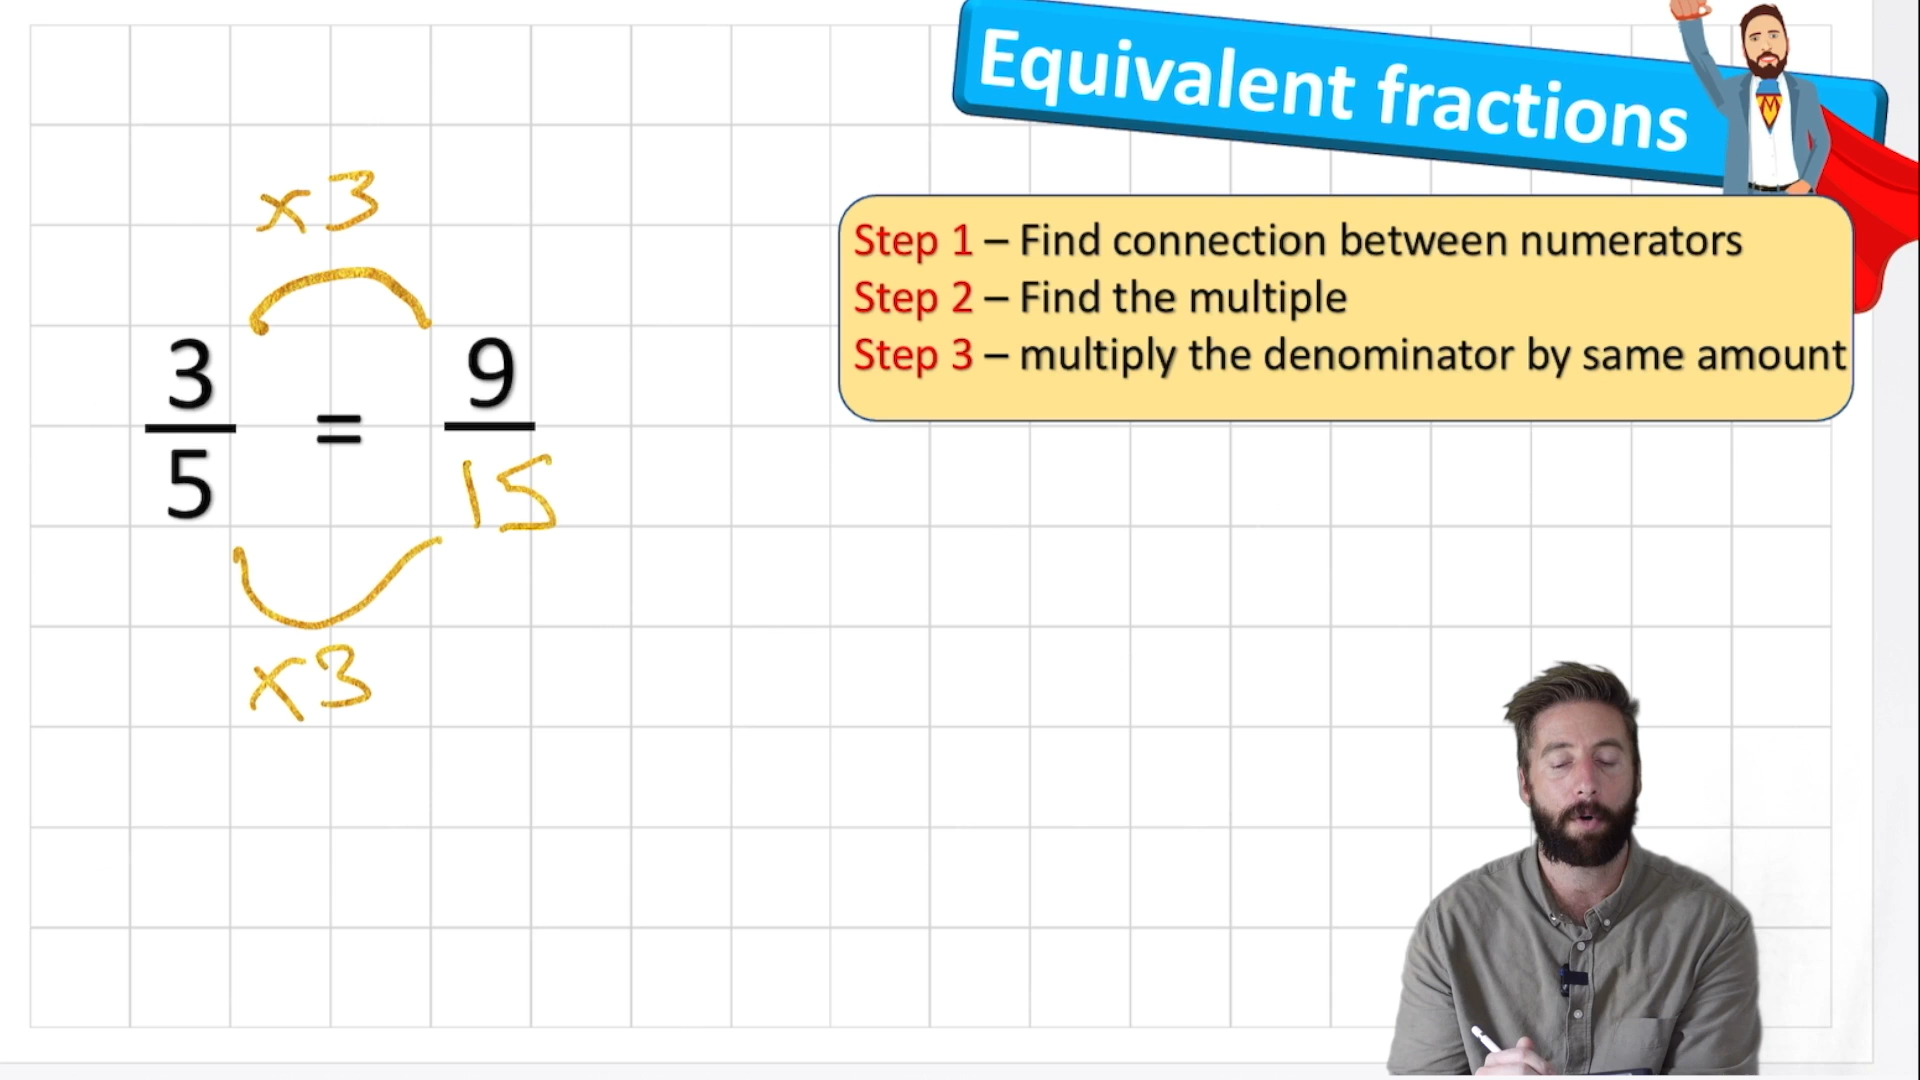 Equivalent fractions
M
Step 1 – Find connection between numerators
Step 2 – Find the multiple
Step 3 – multiply the denominator by same amount
x3
3 9
=
5 15
x3